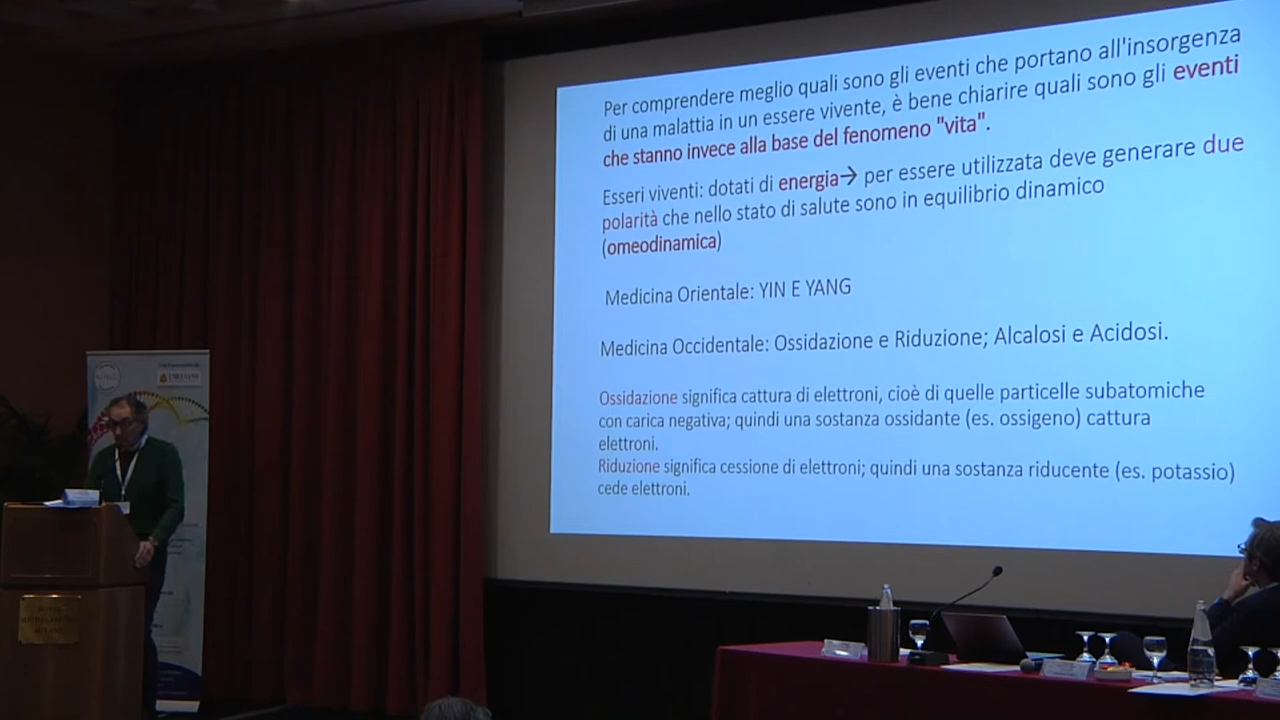 Per comprendere meglio quali sono gli eventi che portano all'insorgenza
di una malattia in un essere vivente, è bene chiarire quali sono gli eventi
che stanno invece alla base del fenomeno "vita".
Esseri viventi: dotati di energia→ per essere utilizzata deve generare due
polarità che nello stato di salute sono in equilibrio dinamico
(omeodinamica)
Medicina Orientale: YIN E YANG
Medicina Occidentale: Ossidazione e Riduzione; Alcalosi e Acidosi.
Ossidazione significa cattura di elettroni, cioè di quelle particelle subatomiche
con carica negativa; quindi una sostanza ossidante (es. ossigeno) cattura
elettroni.
Riduzione significa cessione di elettroni; quindi una sostanza riducente (es. potassio)
cede elettroni.
HOTEL